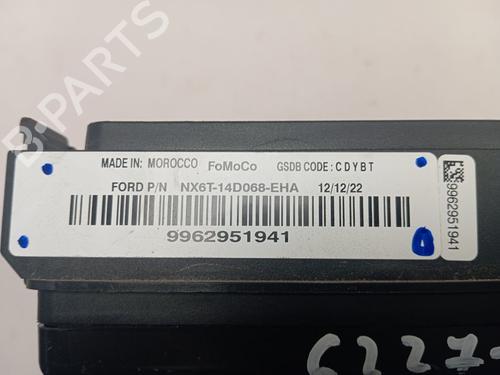 B-PARTS
MADE IN: MOROCCO FoMoCo GSDB CODE: CDYBT
FORD P/N NX6T-14D068-EHA 12/12/22
9962951941
9962951941